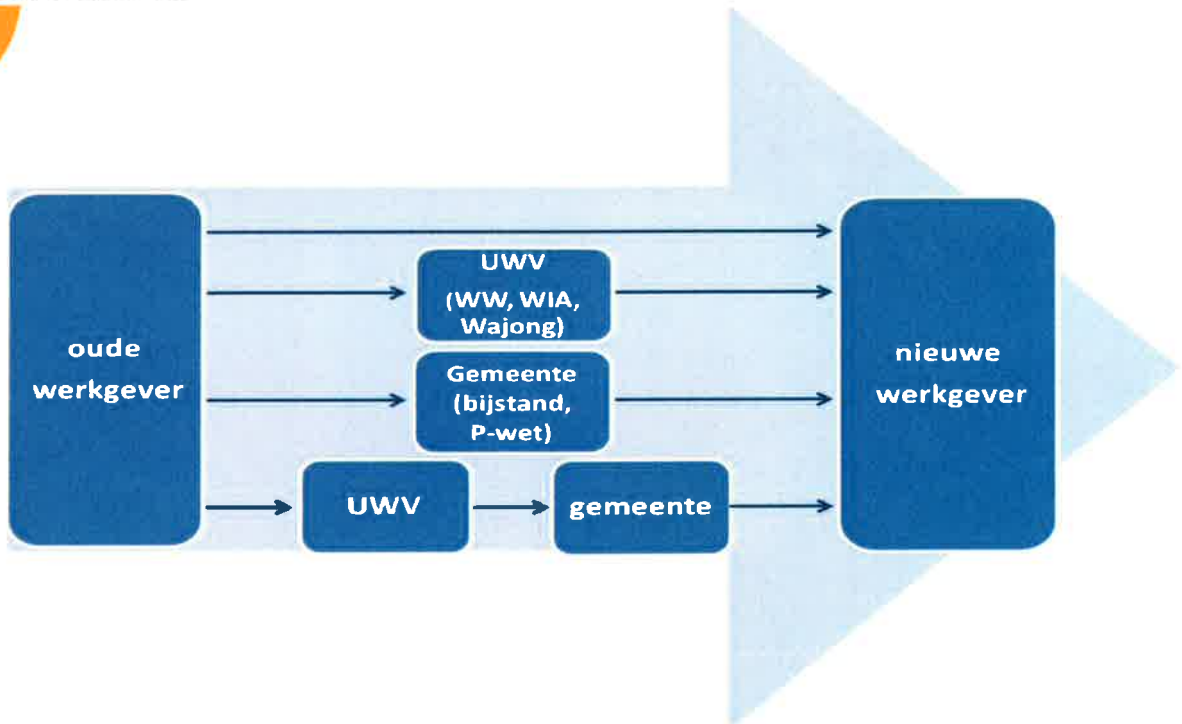 oude
werkgever
UWV
(WW, WIA,
Wajong)
Gemeente
(bijstand,
P-wet)
UWV
gemeente
nieuwe
werkgever